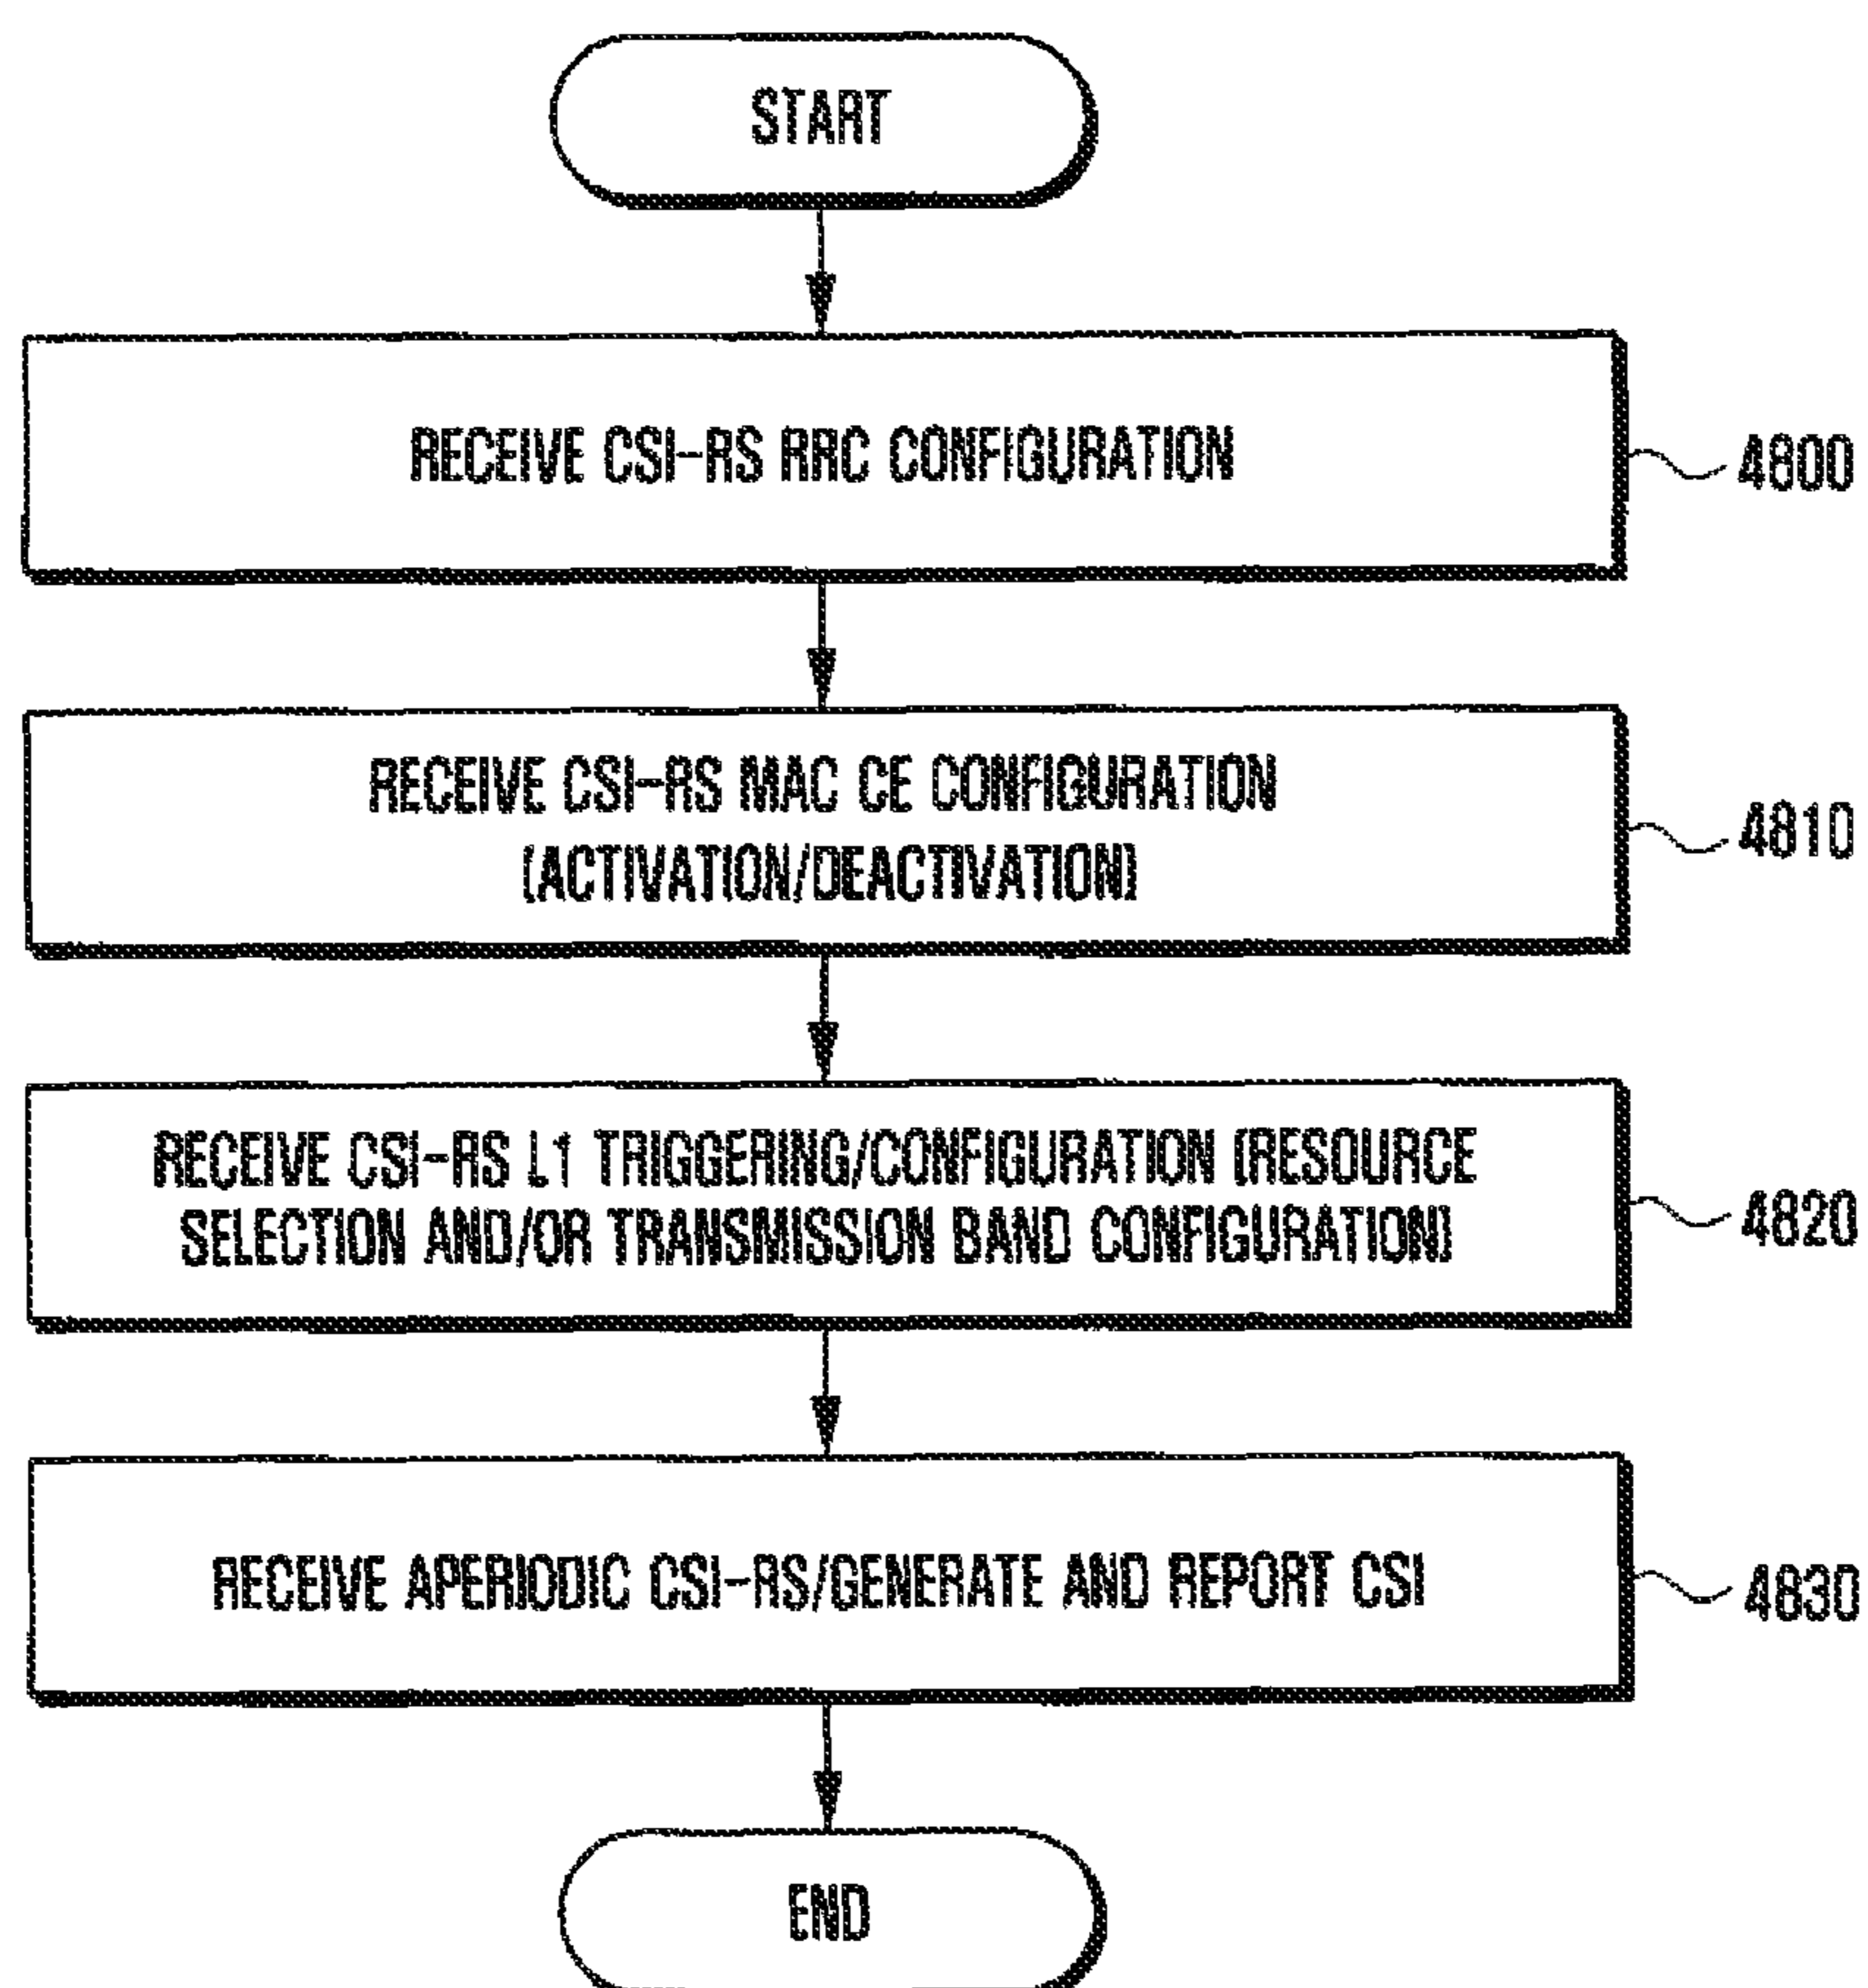 START
RECEIVE CSI-RS RRC CONFIGURATION
4800
RECEIVE CSI-RS MAC CE CONFIGURATION
(ACTIVATION/DEACTIVATION)
4810
RECEIVE CSI-RS L1 TRIGGERING/CONFIGURATION (RESOURCE
SELECTION AND/OR TRANSMISSION BAND CONFIGURATION)
4820
RECEIVE APERIODIC CSI-RS/GENERATE AND REPORT CSI
4830
END